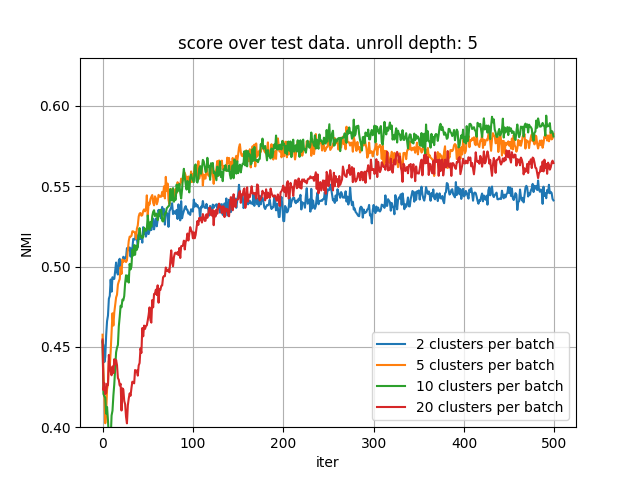 score over test data. unroll depth: 5
NMI
0.60
0.55
0.50
0.45
0.40
0
100
200
300
400
500
iter
2 clusters per batch
5 clusters per batch
10 clusters per batch
20 clusters per batch